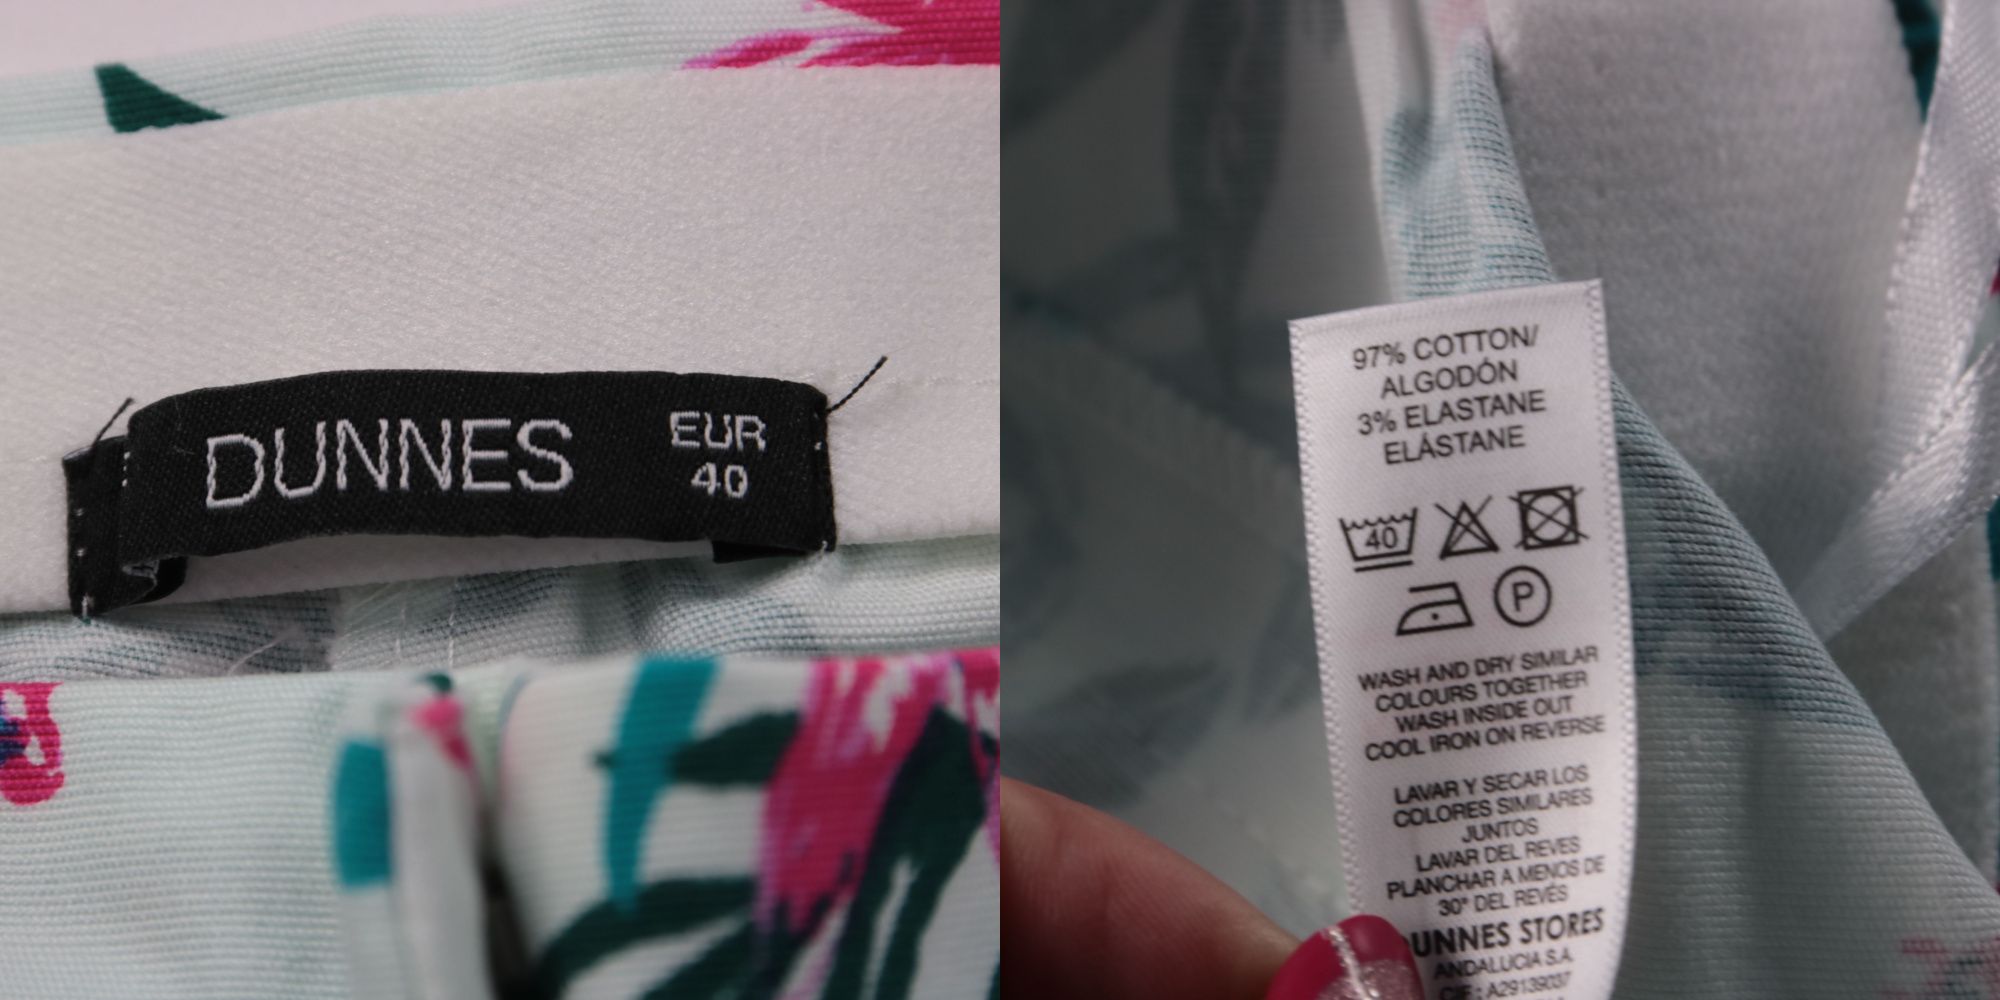 DUNNES
EUR
40
97% COTTON/
ALGODÓN
3% ELASTANE
ELÁSTANE
40
P
WASH AND DRY SIMILAR
COLOURS TOGETHER
WASH INSIDE OUT
COOL IRON ON REVERSE
LAVAR Y SECAR LOS
COLORES SIMILARES
JUNTOS
LAVAR DEL REVES
PLANCHAR A MENOS DE
30° DEL REVÉS
DUNNES STORES
ANDALUCIA S.A.
A29139037